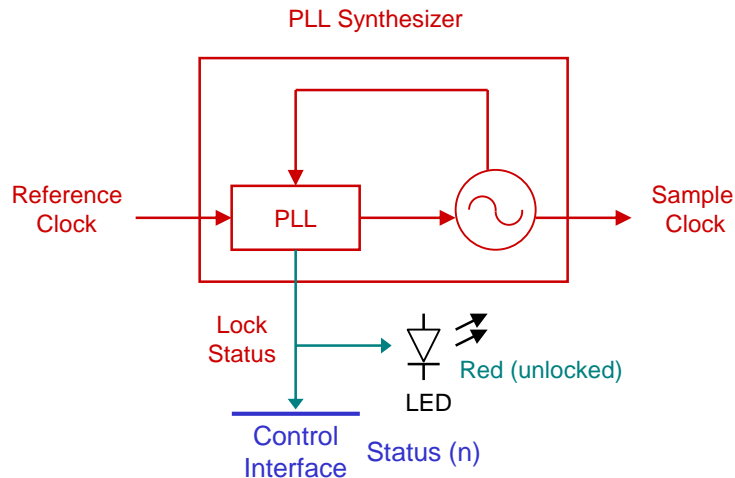 PLL Synthesizer
Reference
Clock
PLL
Sample
Clock
Lock
Status
Red (unlocked)
LED
Control
Interface
Status (n)